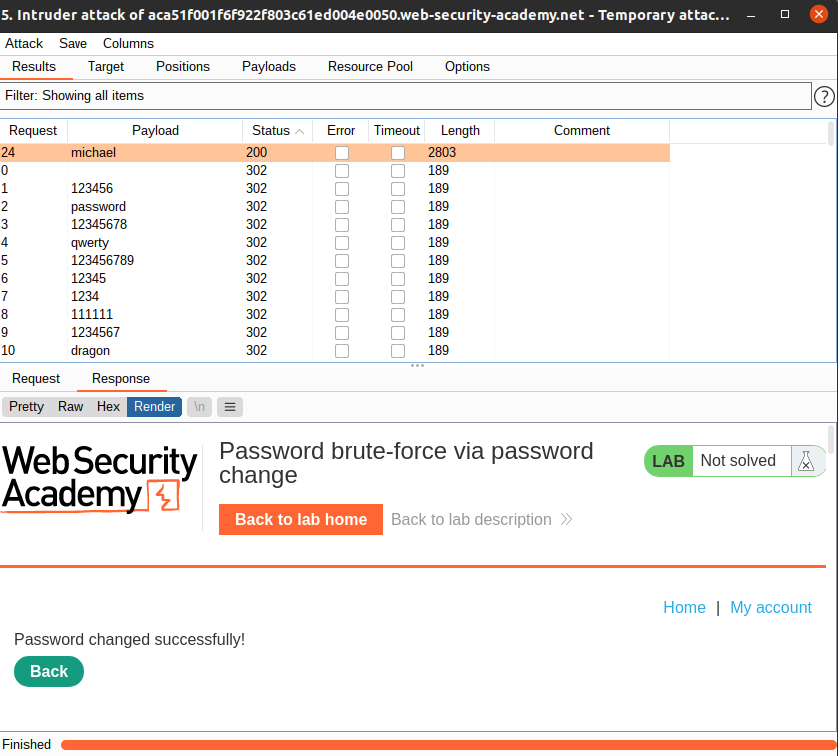 5. Intruder attack of aca51f001f6f922f803c61ed004e0050.web-security-academy.net - Temporary attac...
Attack Save Columns
Results Target Positions Payloads Resource Pool Options
Filter: Showing all items ?
Request Payload Status Error Timeout Length Comment
24 michael 200 2803
0 302 189
1 123456 302 189
2 password 302 189
3 12345678 302 189
4 qwerty 302 189
5 123456789 302 189
6 12345 302 189
7 1234 302 189
8 111111 302 189
9 1234567 302 189
10 dragon 302 189
Request Response
Pretty Raw Hex Render \n
Web Security
Academy
Password brute-force via password
change
LAB Not solved
Back to lab home Back to lab description
Home | My account
Password changed successfully!
Back
Finished